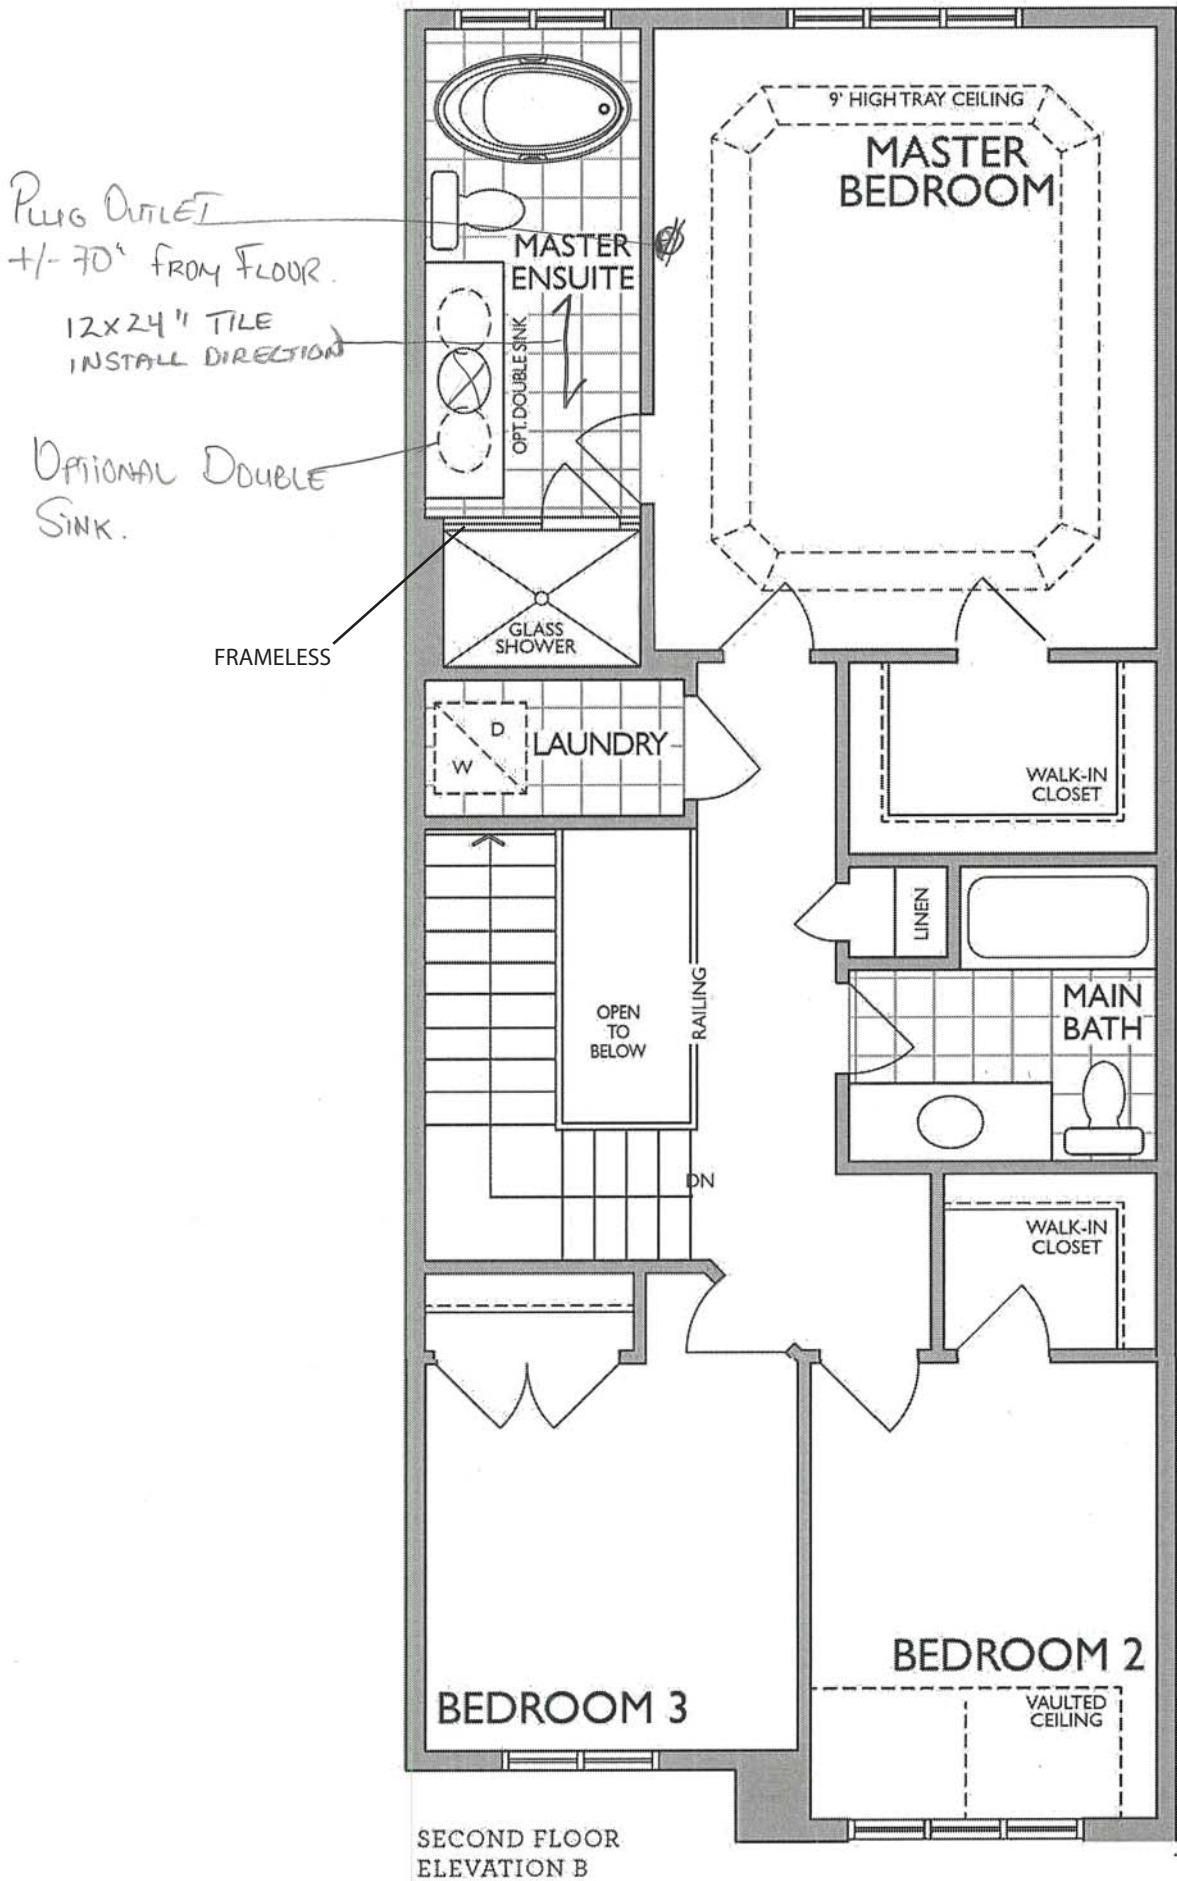 9' HIGH TRAY CEILING
MASTER
BEDROOM
PLUG OUTLET
+/- 70" FROM FLOOR.
MASTER
ENSUITE
12x24" TILE
INSTALL DIRECTION
OPT. DOUBLE SINK
OPTIONAL DOUBLE
SINK.
FRAMELESS
GLASS
SHOWER
D
W
LAUNDRY
WALK-IN
CLOSET
LINEN
OPEN
TO
BELOW
RAILING
MAIN
BATH
DN
WALK-IN
CLOSET
BEDROOM 2
BEDROOM 3
VAULTED
CEILING
SECOND FLOOR
ELEVATION B